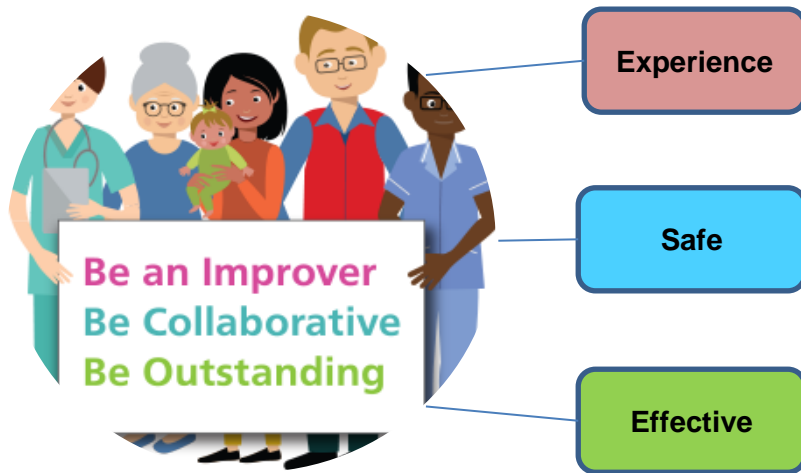 Be an Improver
Be Collaborative
Be Outstanding
Experience
Safe
Effective